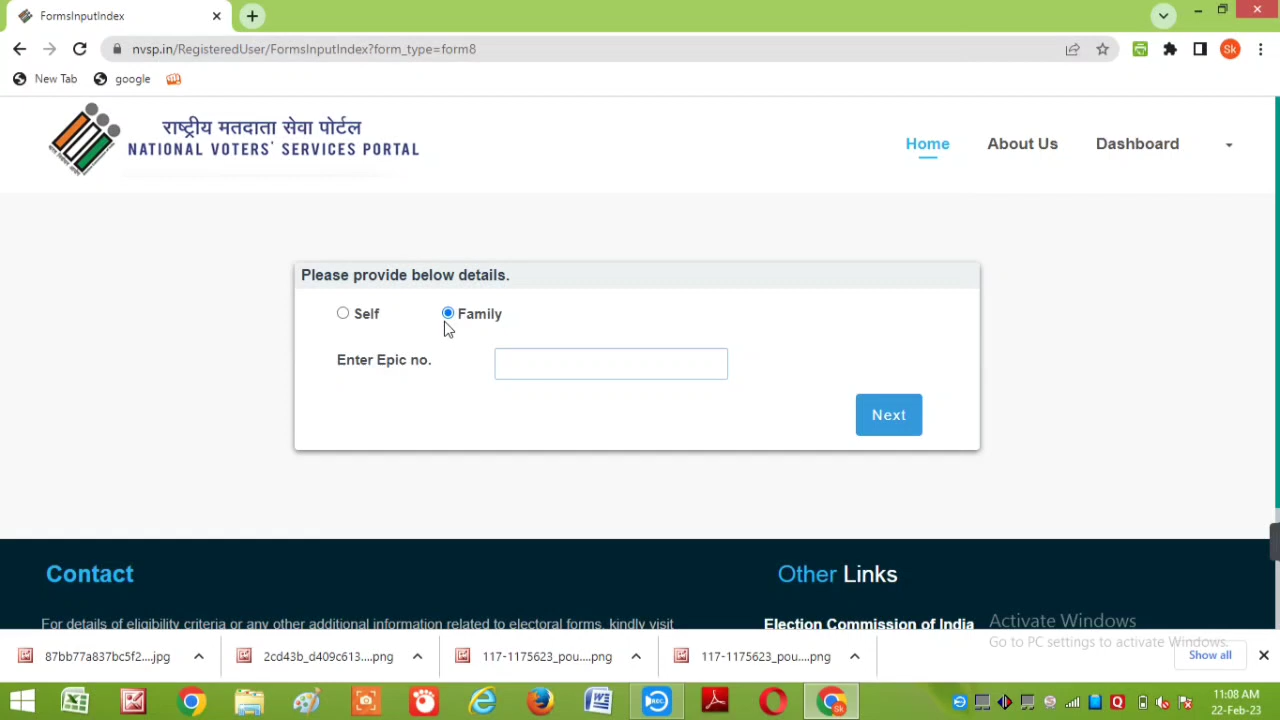 FormsInputIndex
nvsp.in/RegisteredUser/FormsInputIndex?form_type=form8
Sk
New Tab
google
राष्ट्रीय मतदाता सेवा पोर्टल
NATIONAL VOTERS' SERVICES PORTAL
Home
About Us
Dashboard
Please provide below details.
Self
Family
Enter Epic no.
Next
Contact
Other Links
For details of eligibility criteria or any other additional information related to electoral forms, kindly visit
Election Commission of India
Activate Windows
Go to PC settings to activate Windows.
87bb77a837bc5f2....jpg
2cd43b_d409c613....png
117-1175623_pou....png
117-1175623_pou....png
Show all
REC
Sk
11:08 AM
22-Feb-23